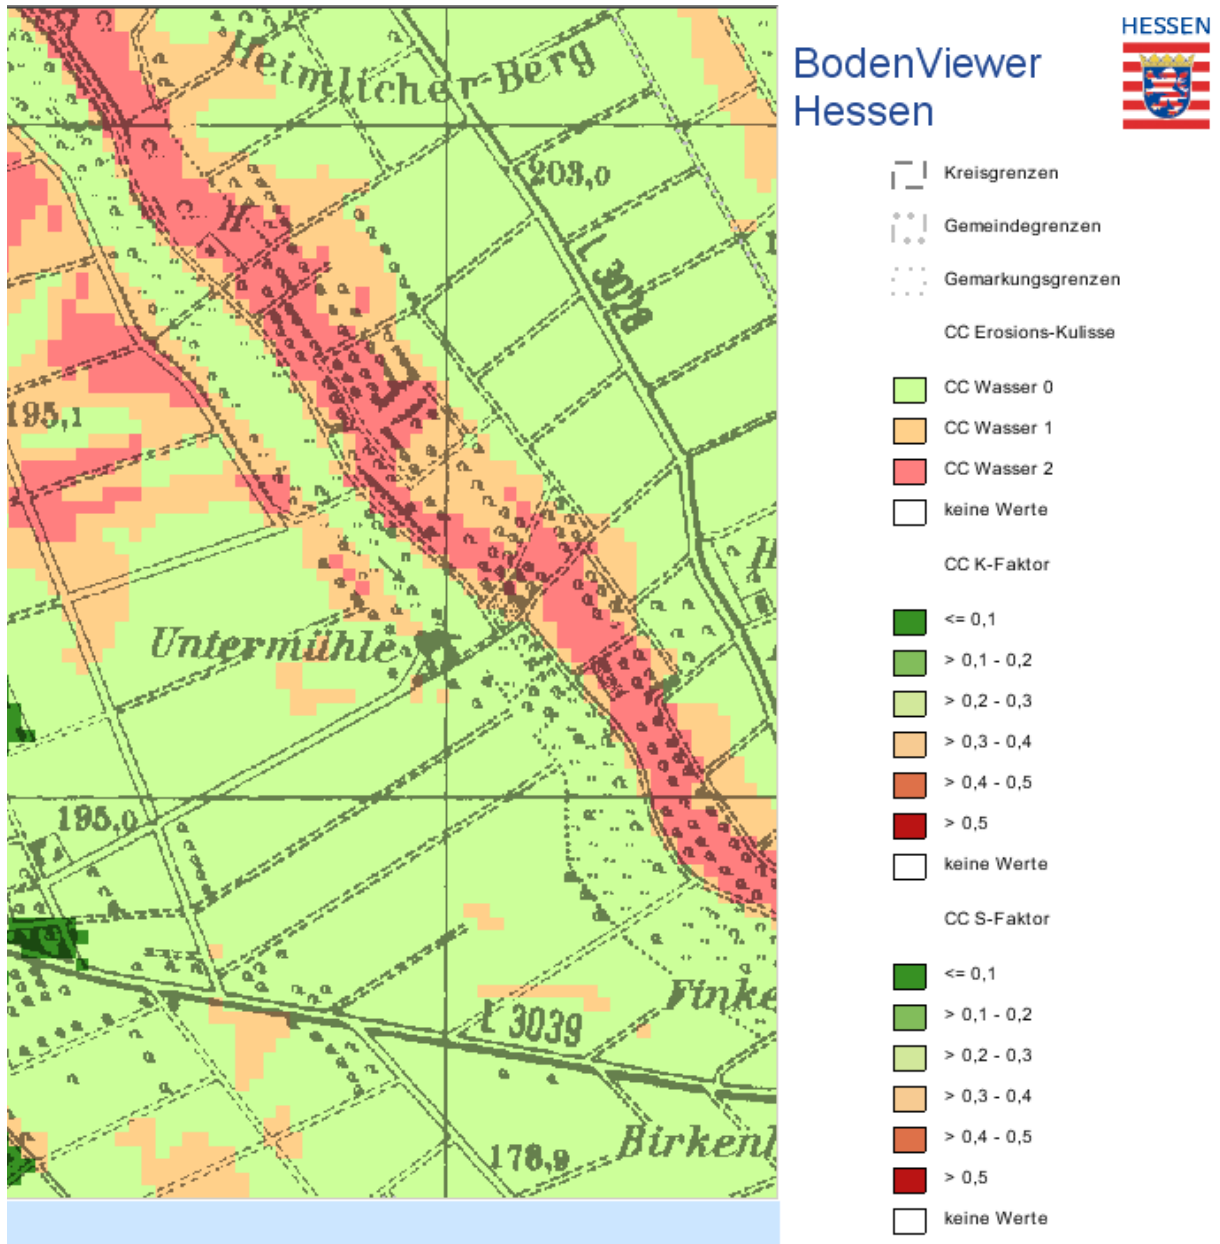 Heimlicher-Berg
203,0
L 3028
H
195,1
H
Untermühle
195,0
L 3039
Finke
Birkenh
178,9
HESSEN
BodenViewer
Hessen
Kreisgrenzen
Gemeindegrenzen
Gemarkungsgrenzen
CC Erosions-Kulisse
CC Wasser 0
CC Wasser 1
CC Wasser 2
keine Werte
CC K-Faktor
<= 0,1
> 0,1 - 0,2
> 0,2 - 0,3
> 0,3 - 0,4
> 0,4 - 0,5
> 0,5
keine Werte
CC S-Faktor
<= 0,1
> 0,1 - 0,2
> 0,2 - 0,3
> 0,3 - 0,4
> 0,4 - 0,5
> 0,5
keine Werte